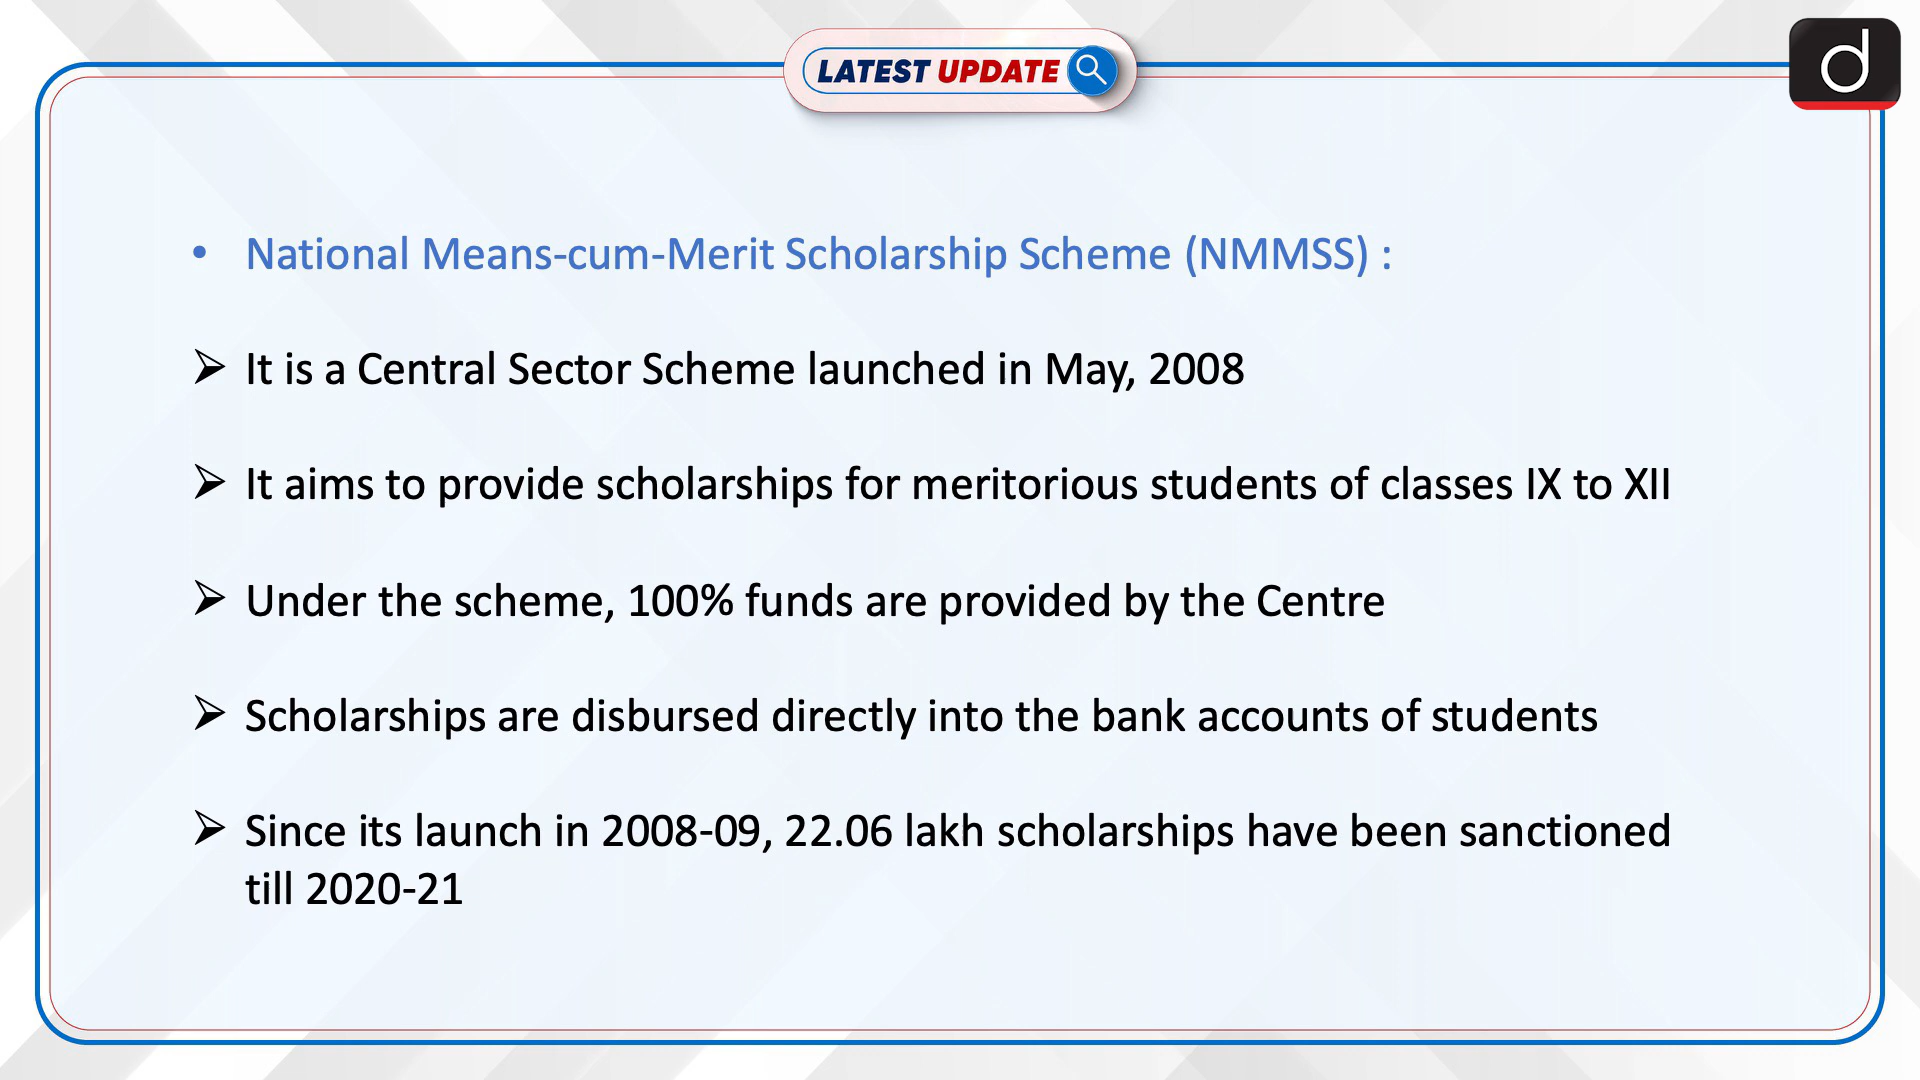 LATEST UPDATE
d
• National Means-cum-Merit Scholarship Scheme (NMMSS) :
➢ It is a Central Sector Scheme launched in May, 2008
➢ It aims to provide scholarships for meritorious students of classes IX to XII
➢ Under the scheme, 100% funds are provided by the Centre
➢ Scholarships are disbursed directly into the bank accounts of students
➢ Since its launch in 2008-09, 22.06 lakh scholarships have been sanctioned
till 2020-21